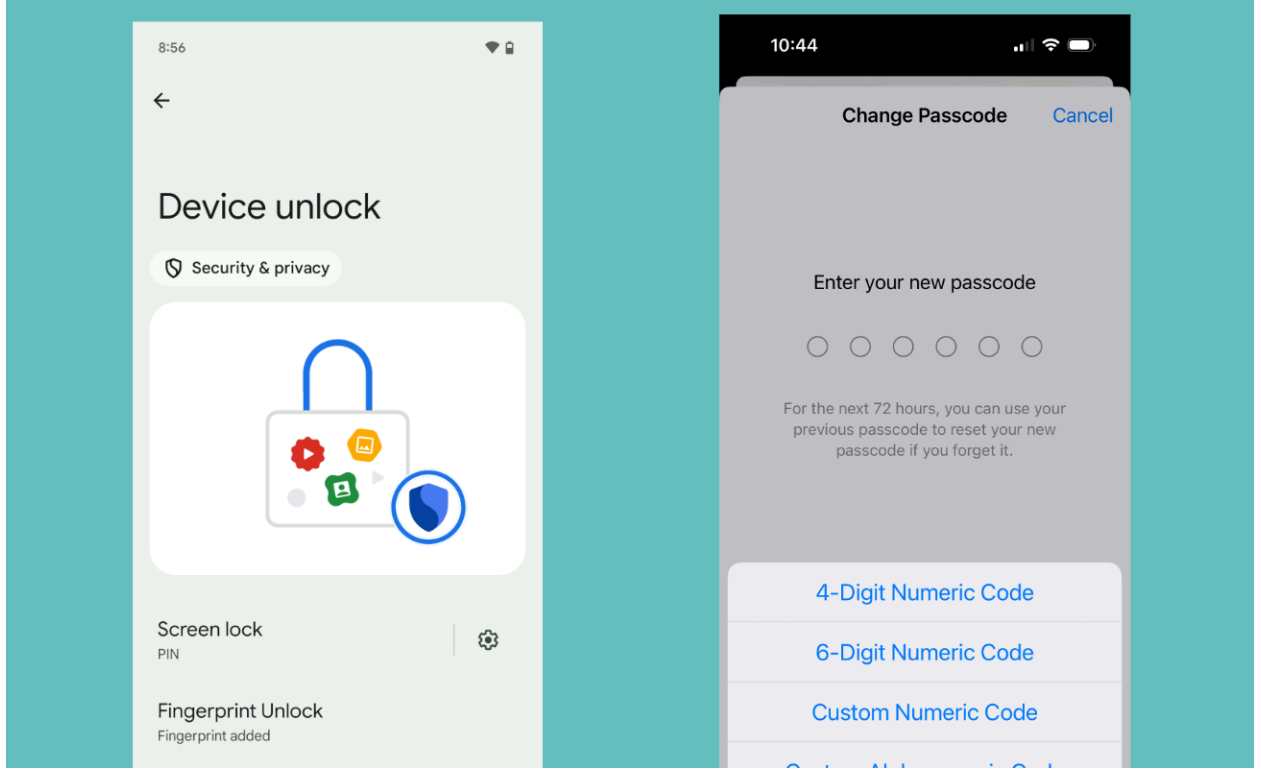 8:56
Device unlock
Security & privacy
Screen lock
PIN
Fingerprint Unlock
Fingerprint added
10:44
Change Passcode
Cancel
Enter your new passcode
For the next 72 hours, you can use your
previous passcode to reset your new
passcode if you forget it.
4-Digit Numeric Code
6-Digit Numeric Code
Custom Numeric Code